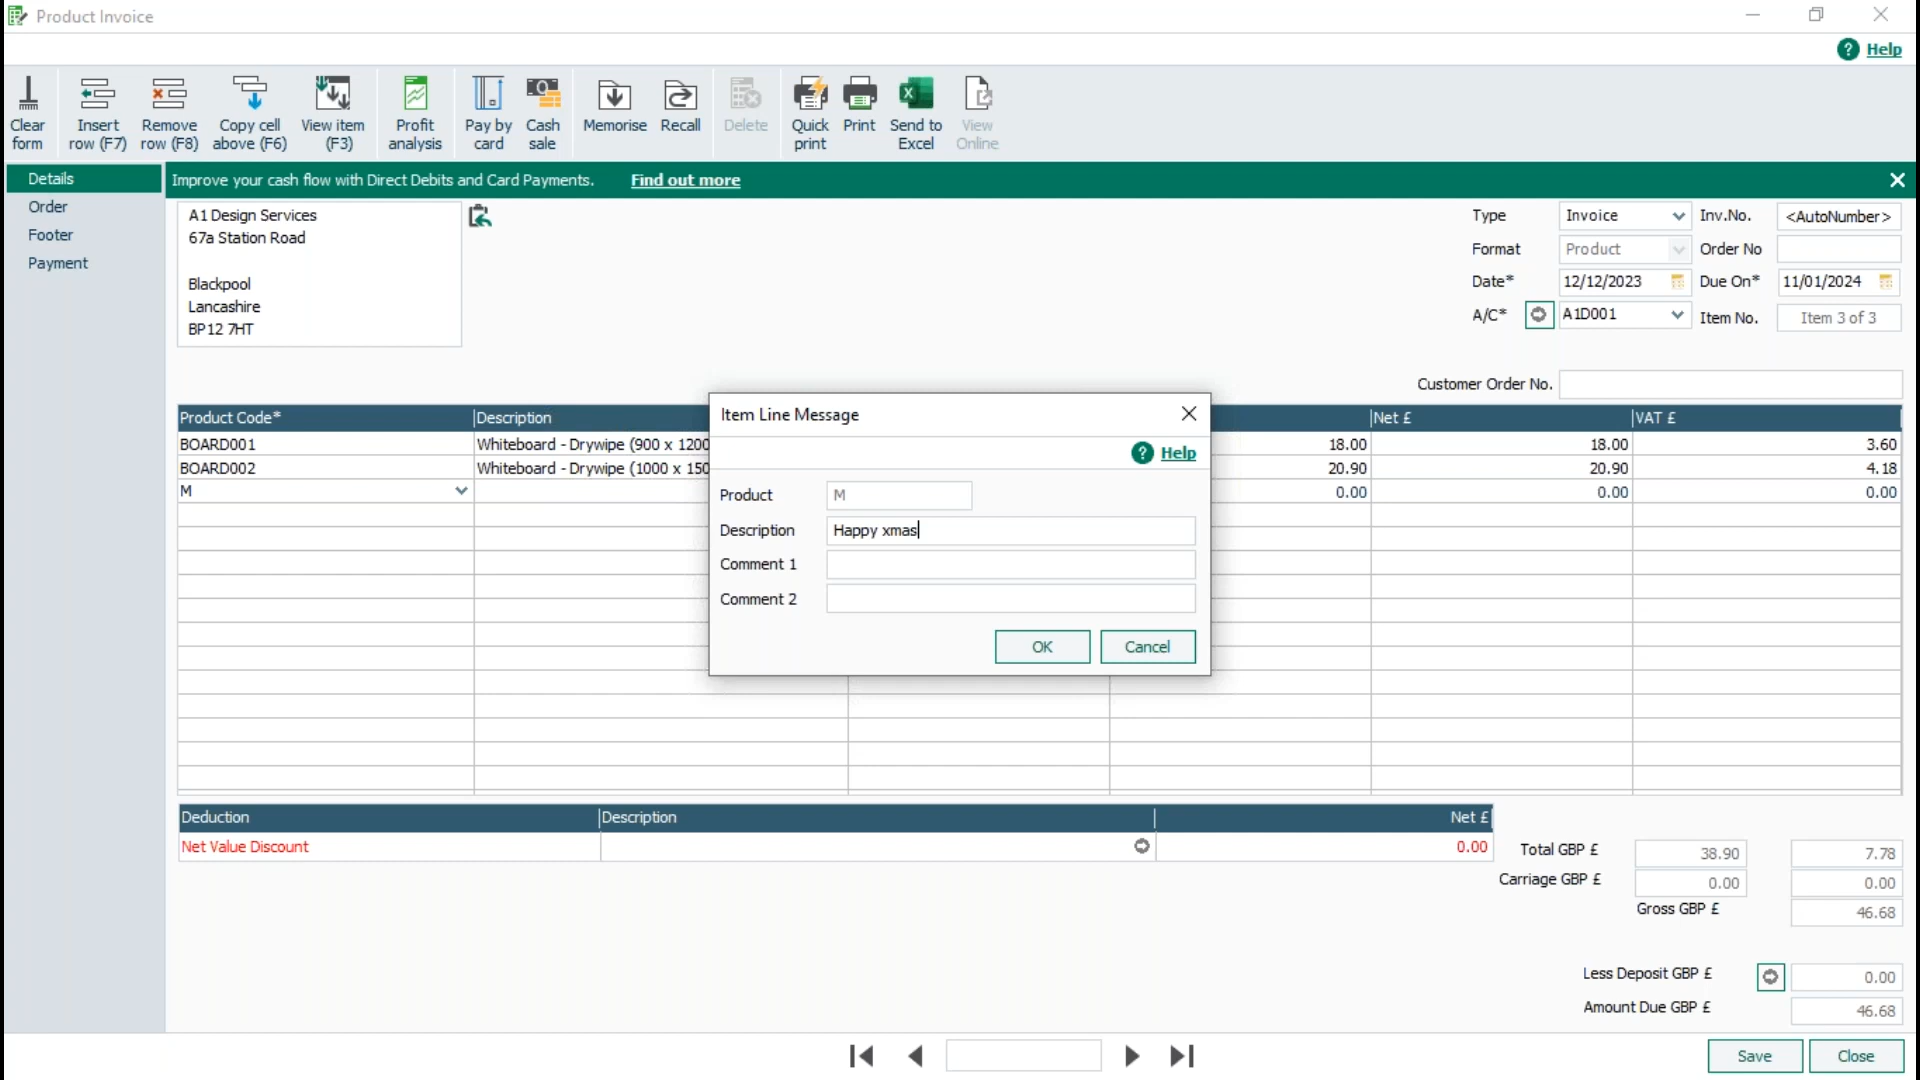 Product Invoice
? Help
Clear form
Insert row (F7)
Remove row (F8)
Copy cell above (F6)
View item (F3)
Profit analysis
Pay by card
Cash sale
Memorise
Recall
Delete
Quick print
Print
Send to Excel
View Online
Details
Order
Footer
Payment
Improve your cash flow with Direct Debits and Card Payments. Find out more
A1 Design Services
67a Station Road
Blackpool
Lancashire
BP12 7HT
Type Invoice Inv.No. <AutoNumber>
Format Product Order No
Date* 12/12/2023 Due On* 11/01/2024
A/C* A1D001 Item No. Item 3 of 3
Customer Order No.
Product Code* Description Net £ VAT £
BOARD001 Whiteboard - Drywipe (900 x 1200 18.00 18.00 3.60
BOARD002 Whiteboard - Drywipe (1000 x 150 20.90 20.90 4.18
M 0.00 0.00 0.00
Item Line Message
? Help
Product M
Description Happy xmas
Comment 1
Comment 2
OK Cancel
Deduction Description Net £
Net Value Discount 0.00
Total GBP £ 38.90 7.78
Carriage GBP £ 0.00 0.00
Gross GBP £ 46.68
Less Deposit GBP £ 0.00
Amount Due GBP £ 46.68
Save Close